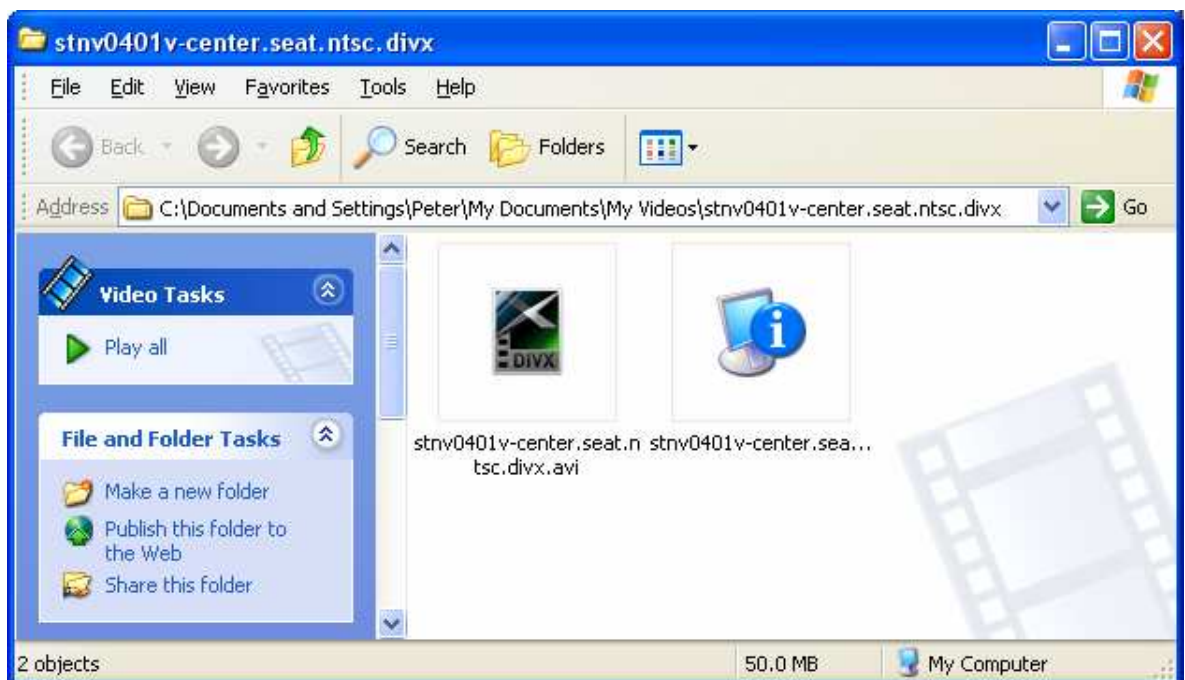 stnv0401v-center.seat.ntsc.divx
File Edit View Favorites Tools Help
Back Search Folders
Address C:\Documents and Settings\Peter\My Documents\My Videos\stnv0401v-center.seat.ntsc.divx Go
Video Tasks
Play all
DIVX
stnv0401v-center.seat.n stnv0401v-center.sea...
tsc.divx.avi
File and Folder Tasks
Make a new folder
Publish this folder to
the Web
Share this folder
2 objects 50.0 MB My Computer